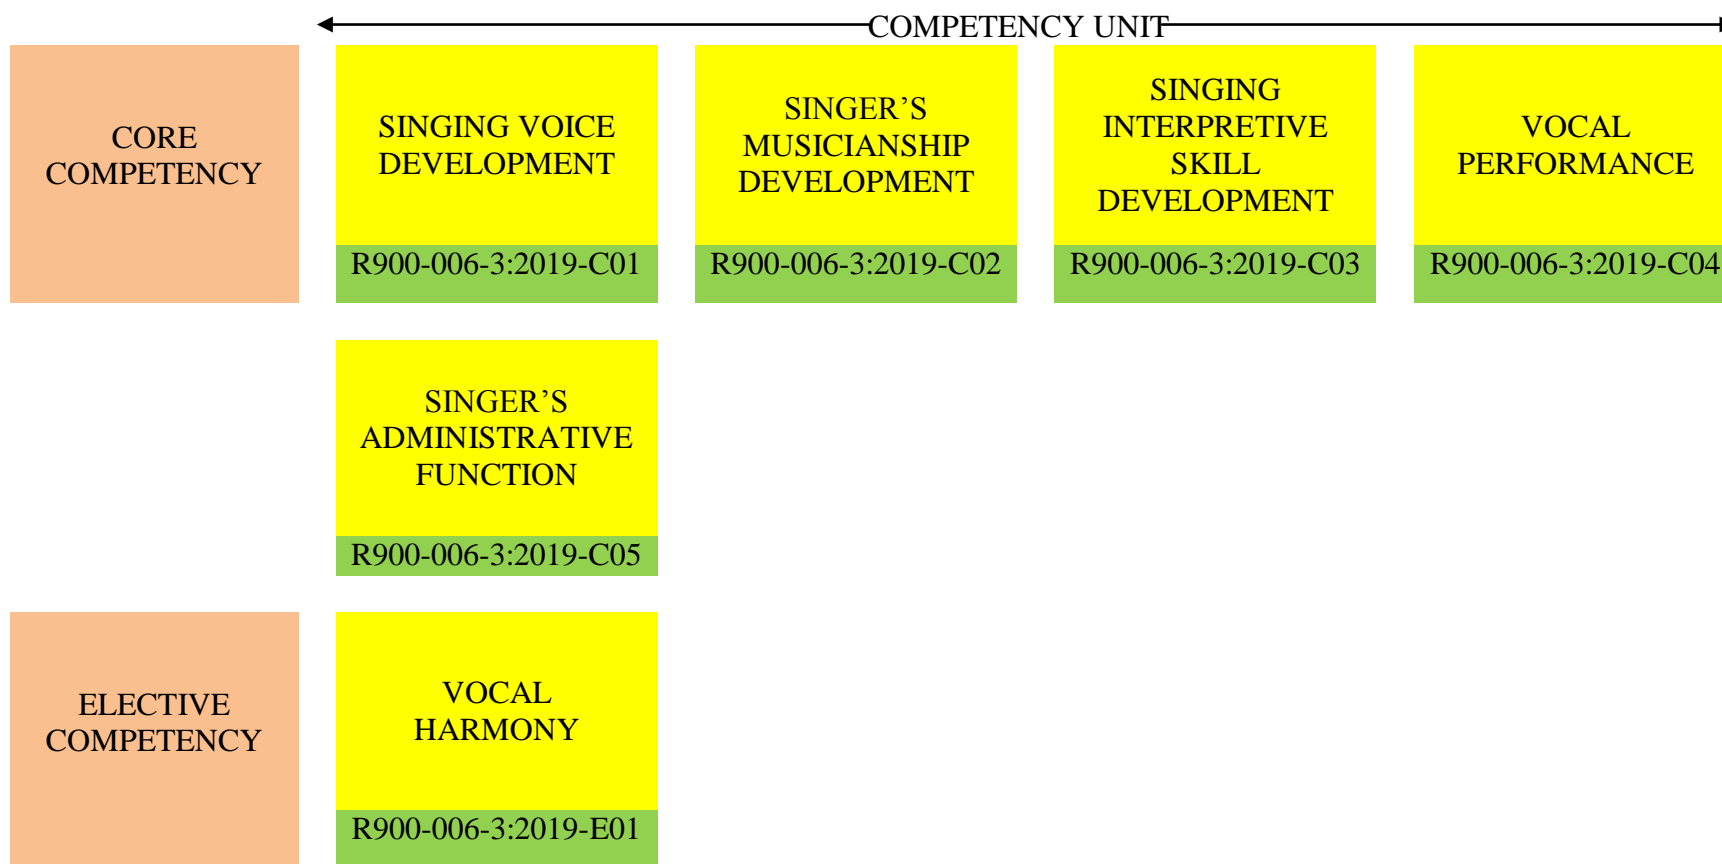 COMPETENCY UNIT
CORE
COMPETENCY
SINGING VOICE
DEVELOPMENT
R900-006-3:2019-C01
SINGER’S
MUSICIANSHIP
DEVELOPMENT
R900-006-3:2019-C02
SINGING
INTERPRETIVE
SKILL
DEVELOPMENT
R900-006-3:2019-C03
VOCAL
PERFORMANCE
R900-006-3:2019-C04
SINGER’S
ADMINISTRATIVE
FUNCTION
R900-006-3:2019-C05
ELECTIVE
COMPETENCY
VOCAL
HARMONY
R900-006-3:2019-E01